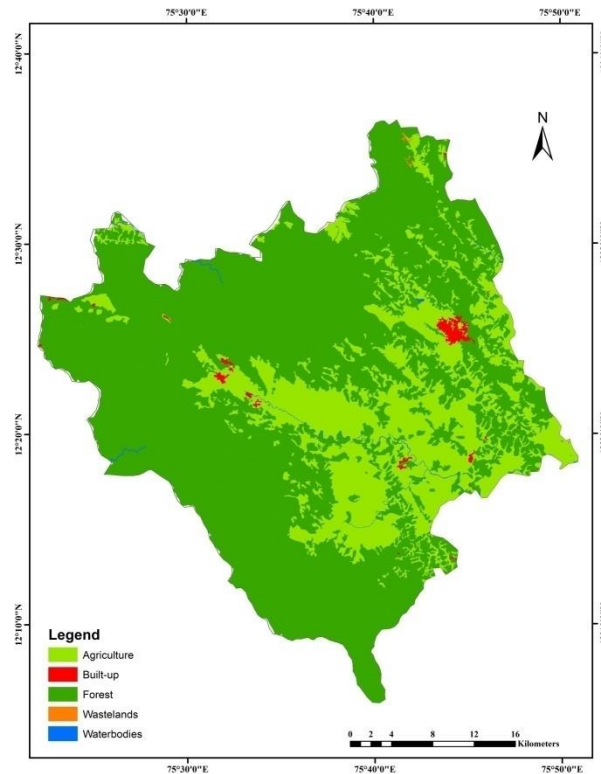 75°30'0"E 75°40'0"E 75°50'0"E
12°40'0"N
N
12°30'0"N
12°20'0"N
12°10'0"N
Legend
Agriculture
Built-up
Forest
Wastelands
Waterbodies
0 1 2 3 4 8 12 16
Kilometers
75°30'0"E 75°40'0"E 75°50'0"E